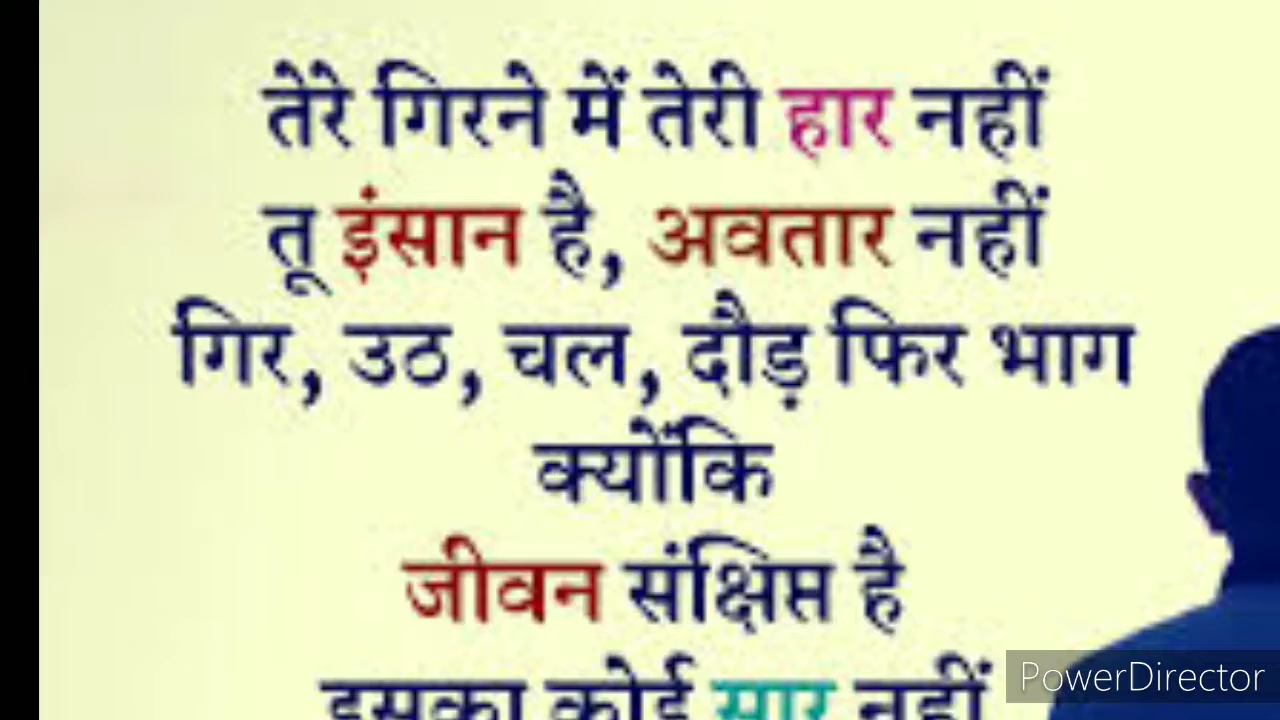 तेरे गिरने में तेरी हार नहीं
तू इंसान है, अवतार नहीं
गिर, उठ, चल, दौड़ फिर भाग
क्योंकि
जीवन संक्षिप्त है
इसका कोई सार नहीं
PowerDirector